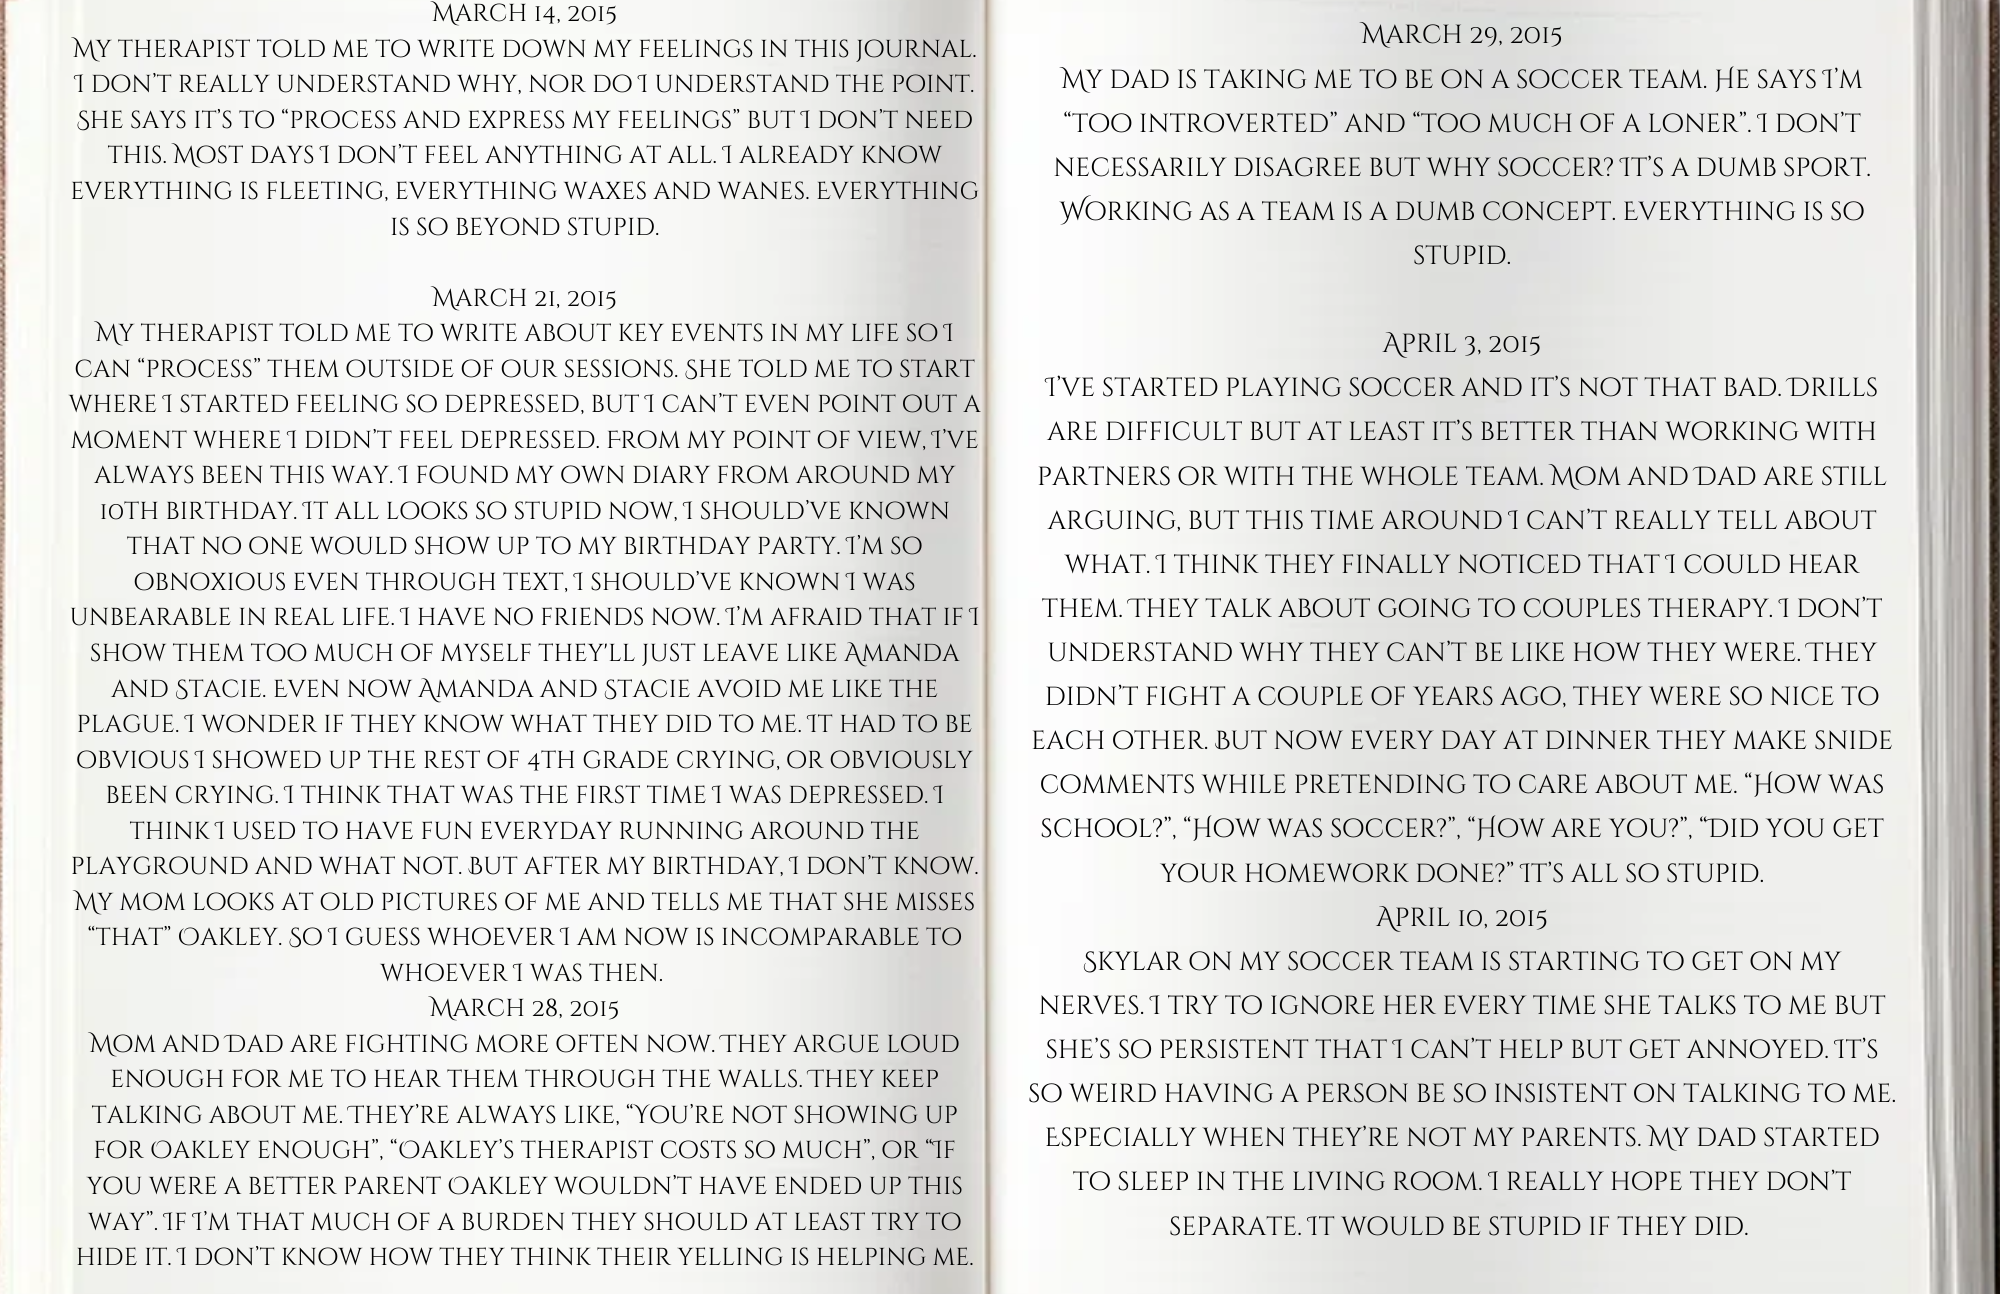 March 14, 2015
My therapist told me to write down my feelings in this journal.
I don't really understand why, nor do I understand the point.
She says it's to “process and express my feelings” but I don't need
this. Most days I don't feel anything at all. I already know
everything is fleeting, everything waxes and wanes. Everything
is so beyond stupid.
March 21, 2015
My therapist told me to write about key events in my life so I
can “process” them outside of our sessions. She told me to start
where I started feeling so depressed, but I can't even point out a
moment where I didn't feel depressed. From my point of view, I've
always been this way. I found my own diary from around my
10th birthday. It all looks so stupid now, I should've known
that no one would show up to my birthday party. I'm so
obnoxious even through text, I should've known I was
unbearable in real life. I have no friends now. I'm afraid that if I
show them too much of myself they'll just leave like Amanda
and Stacie. Even now Amanda and Stacie avoid me like the
plague. I wonder if they know what they did to me. It had to be
obvious I showed up the rest of 4th grade crying, or obviously
been crying. I think that was the first time I was depressed. I
think I used to have fun everyday running around the
playground and what not. But after my birthday, I don't know.
My mom looks at old pictures of me and tells me that she misses
“that” Oakley. So I guess whoever I am now is incomparable to
whoever I was then.
March 28, 2015
Mom and Dad are fighting more often now. They argue loud
enough for me to hear them through the walls. They keep
talking about me. They're always like, “You're not showing up
for Oakley enough”, “Oakley's therapist costs so much”, or “If
you were a better parent Oakley wouldn't have ended up this
way”. If I'm that much of a burden they should at least try to
hide it. I don't know how they think their yelling is helping me.
March 29, 2015
My dad is taking me to be on a soccer team. He says I'm
“too introverted” and “too much of a loner”. I don't
necessarily disagree but why soccer? It's a dumb sport.
Working as a team is a dumb concept. Everything is so
stupid.
April 3, 2015
I've started playing soccer and it's not that bad. Drills
are difficult but at least it's better than working with
partners or with the whole team. Mom and Dad are still
arguing, but this time around I can't really tell about
what. I think they finally noticed that I could hear
them. They talk about going to couples therapy. I don't
understand why they can't be like how they were. They
didn't fight a couple of years ago, they were so nice to
each other. But now every day at dinner they make snide
comments while pretending to care about me. “How was
school?”, “How was soccer?”, “How are you?”, “Did you get
your homework done?” It's all so stupid.
April 10, 2015
Skylar on my soccer team is starting to get on my
nerves. I try to ignore her every time she talks to me but
she's so persistent that I can't help but get annoyed. It's
so weird having a person be so insistent on talking to me.
Especially when they're not my parents. My dad started
to sleep in the living room. I really hope they don't
separate. It would be stupid if they did.